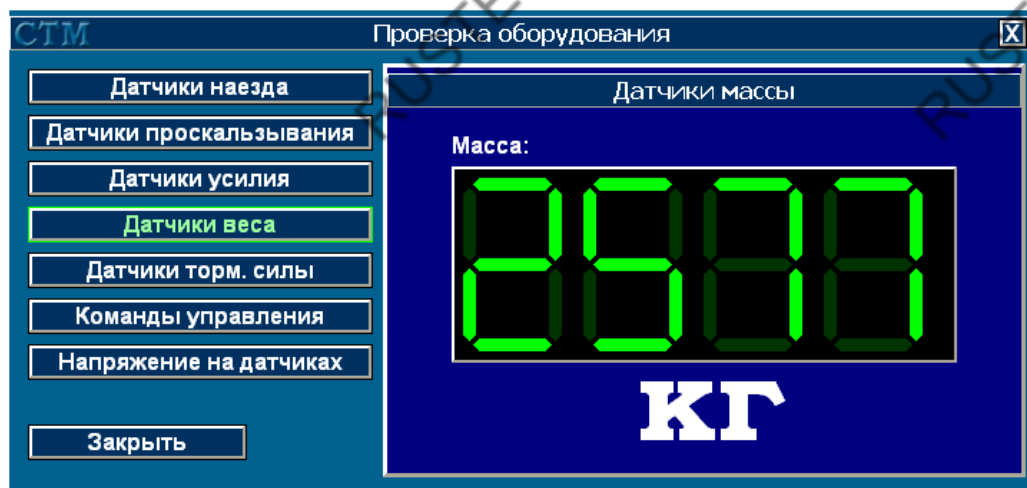 СТМ Проверка оборудования X
Датчики наезда
Датчики проскальзывания
Датчики усилия
Датчики веса
Датчики торм. силы
Команды управления
Напряжение на датчиках
Закрыть
Датчики массы
Масса:
2577
КГ